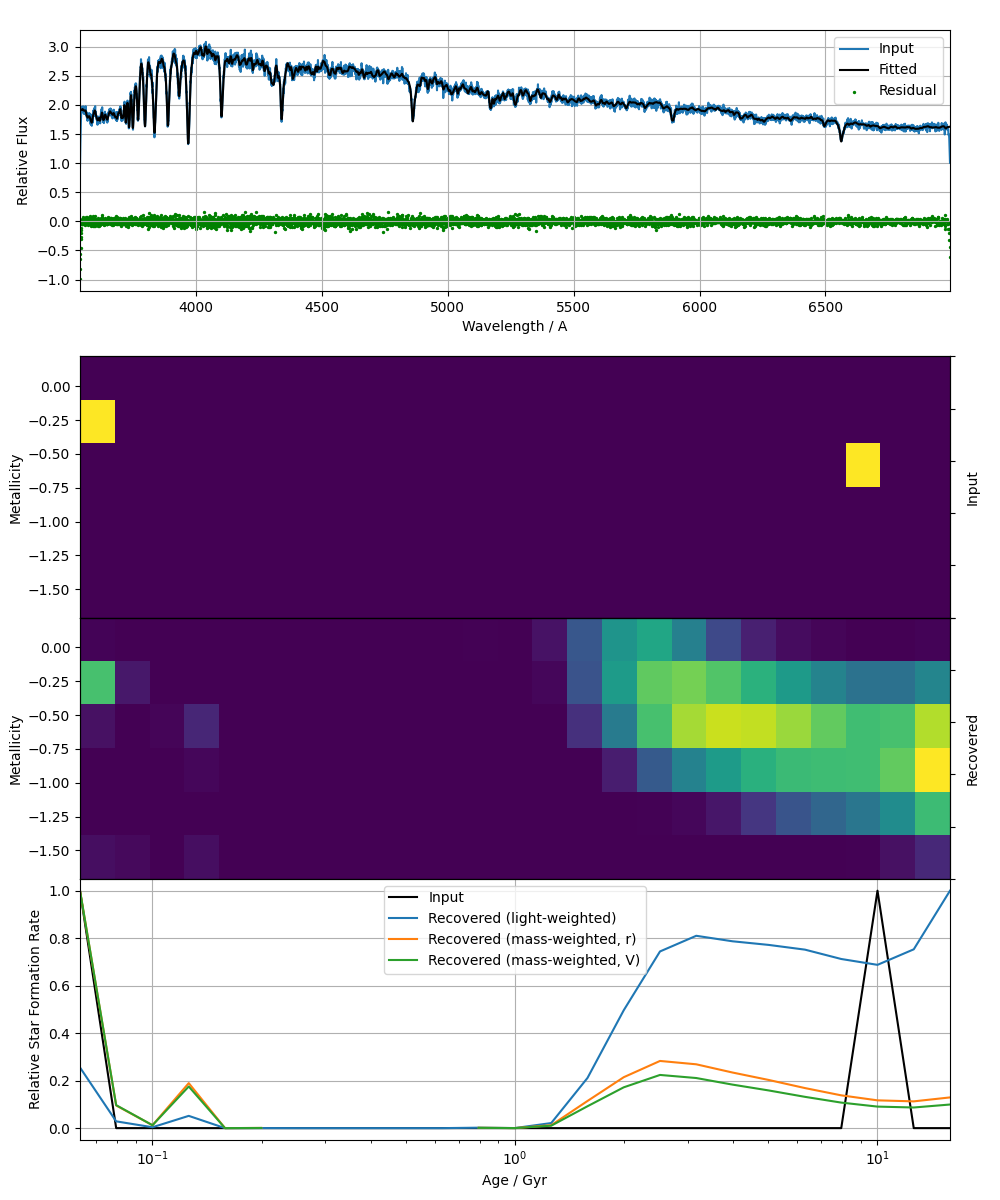 3.0
2.5
2.0
1.5
1.0
0.5
0.0
−0.5
−1.0
Relative Flux
Input
Fitted
Residual
4000 4500 5000 5500 6000 6500
Wavelength / A
0.00
−0.25
−0.50
−0.75
−1.00
−1.25
−1.50
Metallicity
Input
0.00
−0.25
−0.50
−0.75
−1.00
−1.25
−1.50
Metallicity
Recovered
1.0
0.8
0.6
0.4
0.2
0.0
Relative Star Formation Rate
Input
Recovered (light-weighted)
Recovered (mass-weighted, r)
Recovered (mass-weighted, V)
10⁻¹ 10⁰ 10¹
Age / Gyr